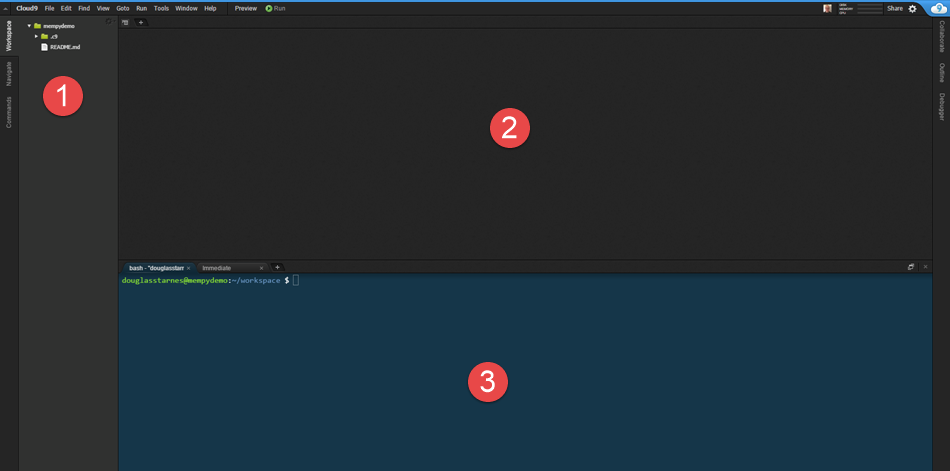 Cloud9 File Edit Find View Goto Run Tools Window Help Preview Run Share
Workspace
Navigate
Commands
mempydemo
.c9
README.md
1
2
Collaborate
Outline
Debugger
bash - "douglasstarn Immediate
douglasstarnes@mempydemo:~/workspace $
3